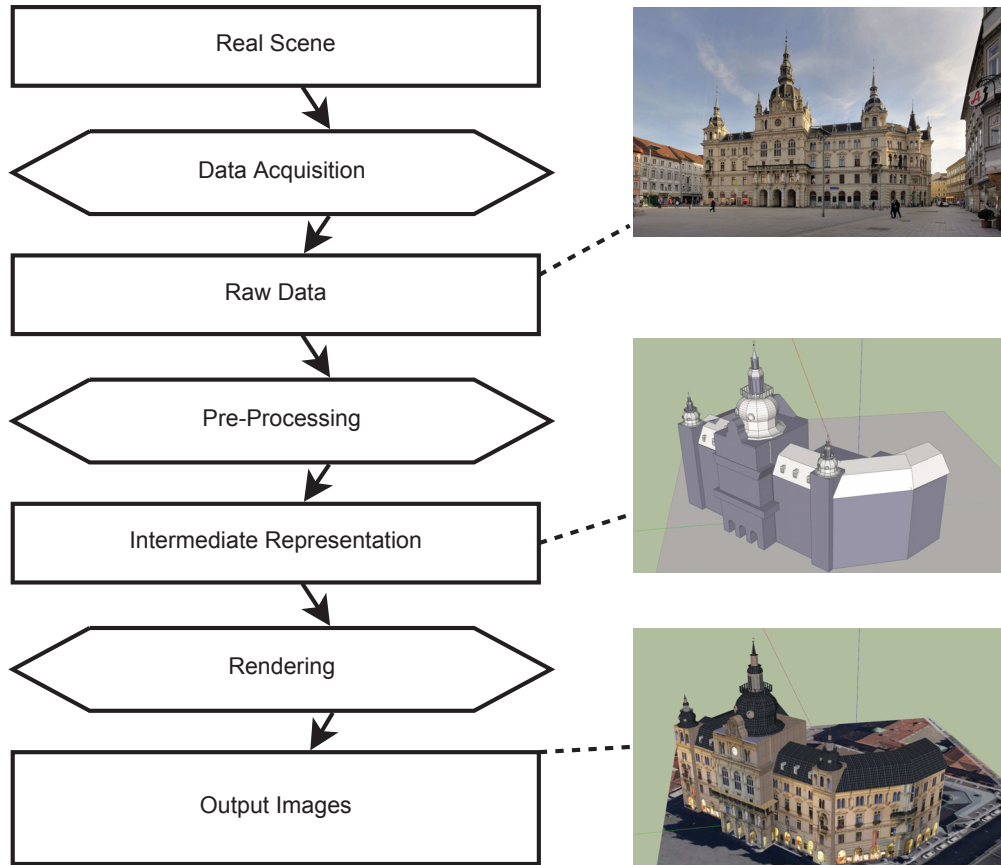 Real Scene
Data Acquisition
Raw Data
Pre-Processing
Intermediate Representation
Rendering
Output Images